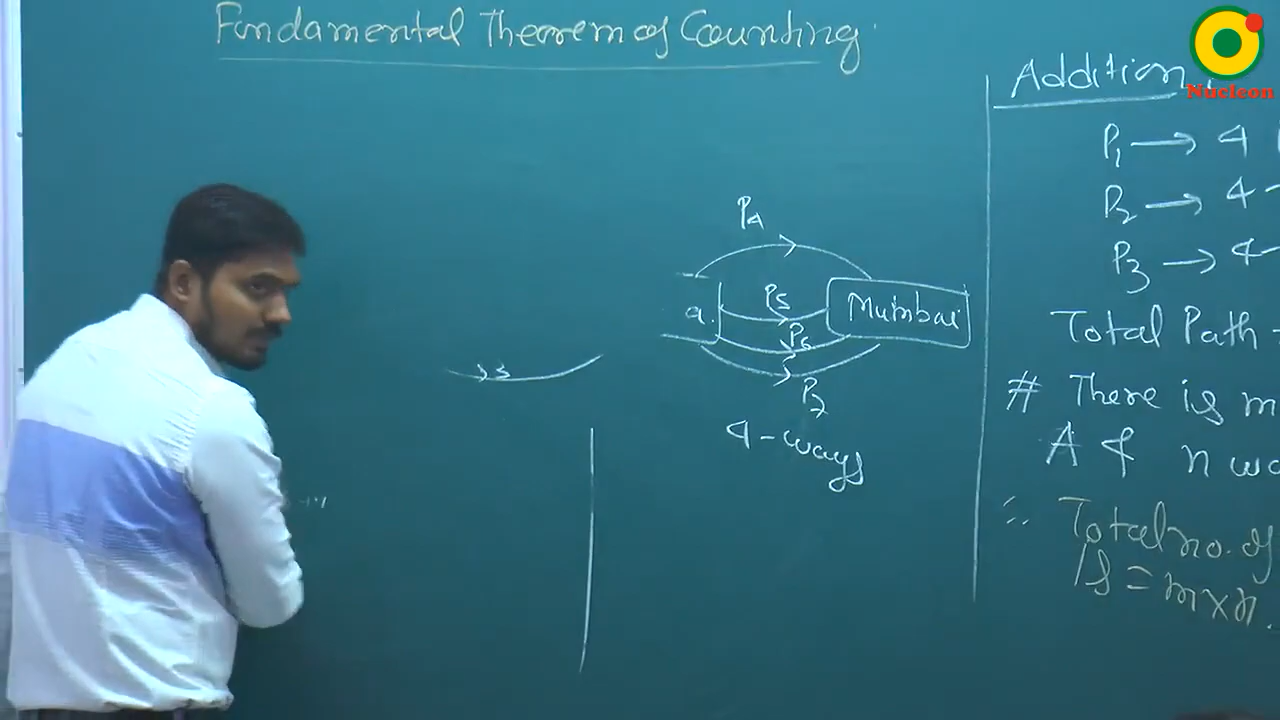 Fundamental Theorem of Counting.
Nucleon
P4
P5
a.
P6
Mumbai
P7
4-ways
Addition
P1 → 4
P2 → 4
P3 → 4
Total Path
# There is m
A & n wa
∴ Total no. of
is = m×n.